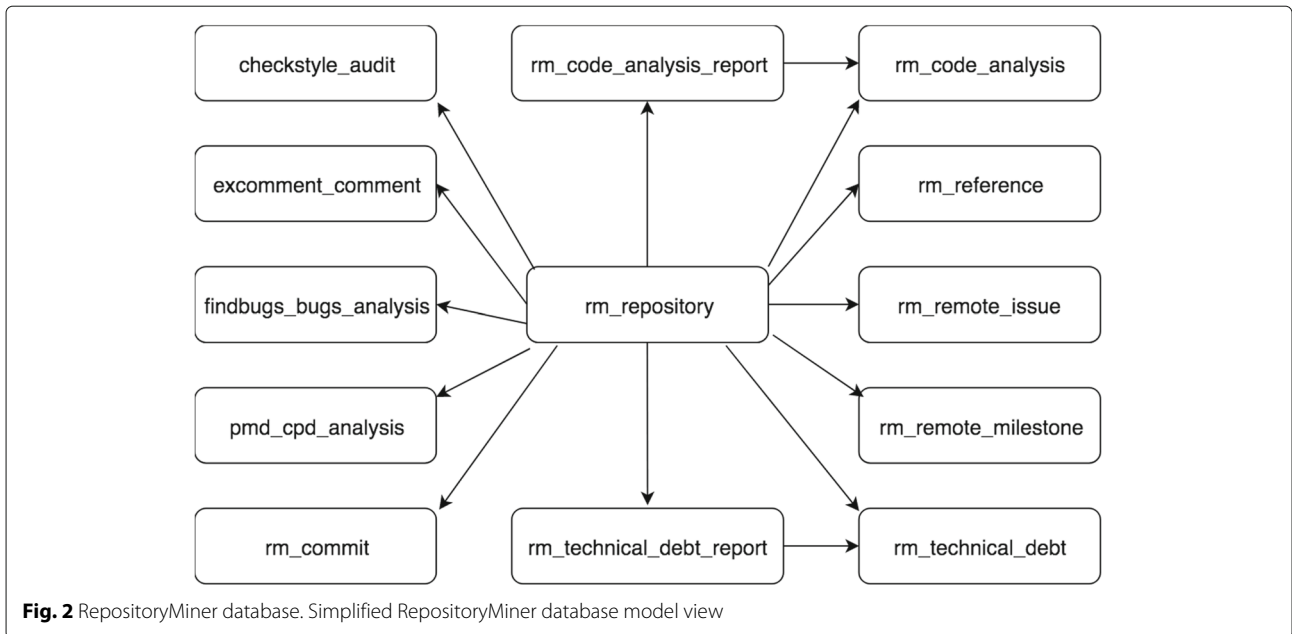 checkstyle_audit
rm_code_analysis_report
rm_code_analysis
excomment_comment
rm_reference
findbugs_bugs_analysis
rm_repository
rm_remote_issue
pmd_cpd_analysis
rm_remote_milestone
rm_commit
rm_technical_debt_report
rm_technical_debt
Fig. 2 RepositoryMiner database. Simplified RepositoryMiner database model view